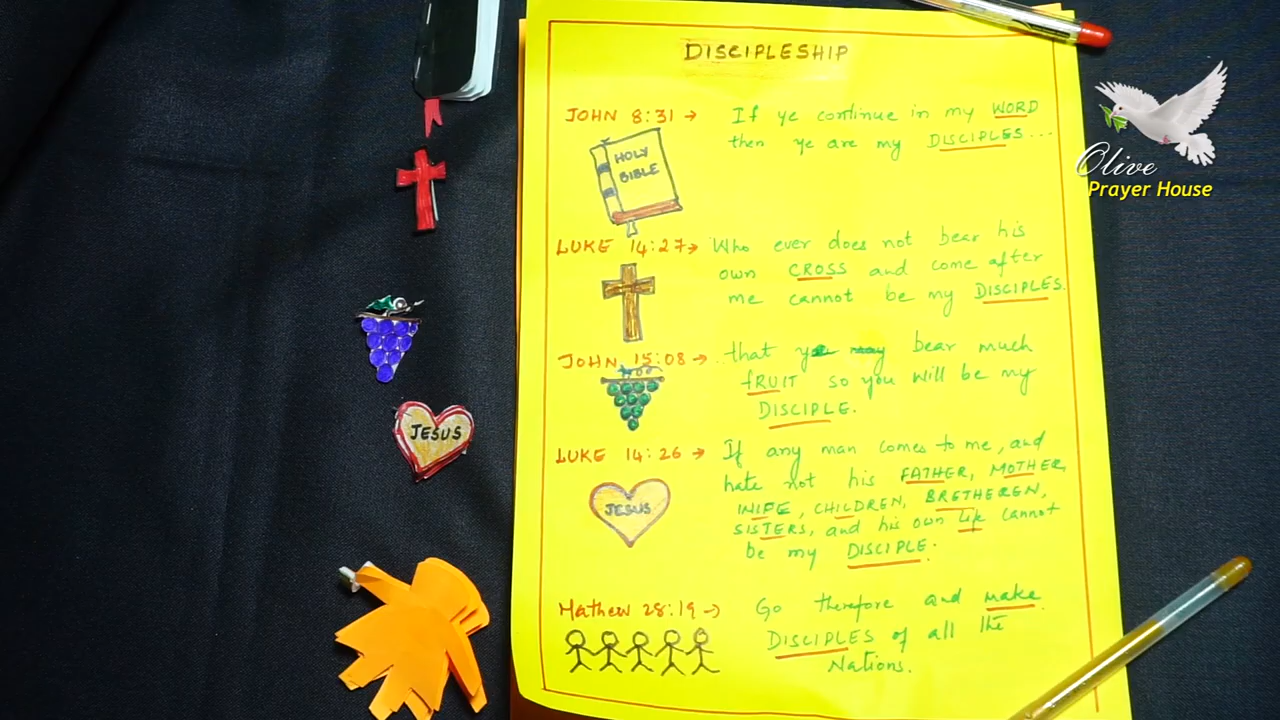 DISCIPLESHIP
JOHN 8:31 → If ye continue in my WORD
then ye are my DISCIPLES...
HOLY
BIBLE
LUKE 14:27 → Who ever does not bear his
own CROSS and come after
me cannot be my DISCIPLES.
JOHN 15:08 → that you may bear much
fRUIT so you will be my
DISCIPLE.
LUKE 14:26 → If any man comes to me, and
hate not his FATHER, MOTHER,
WIFE, CHILDREN, BRETHEREN,
SISTERS, and his own life cannot
be my DISCIPLE.
JESUS
Mathew 28:19 → Go therefore and make
DISCIPLES of all the
Nations.
JESUS
Olive
Prayer House